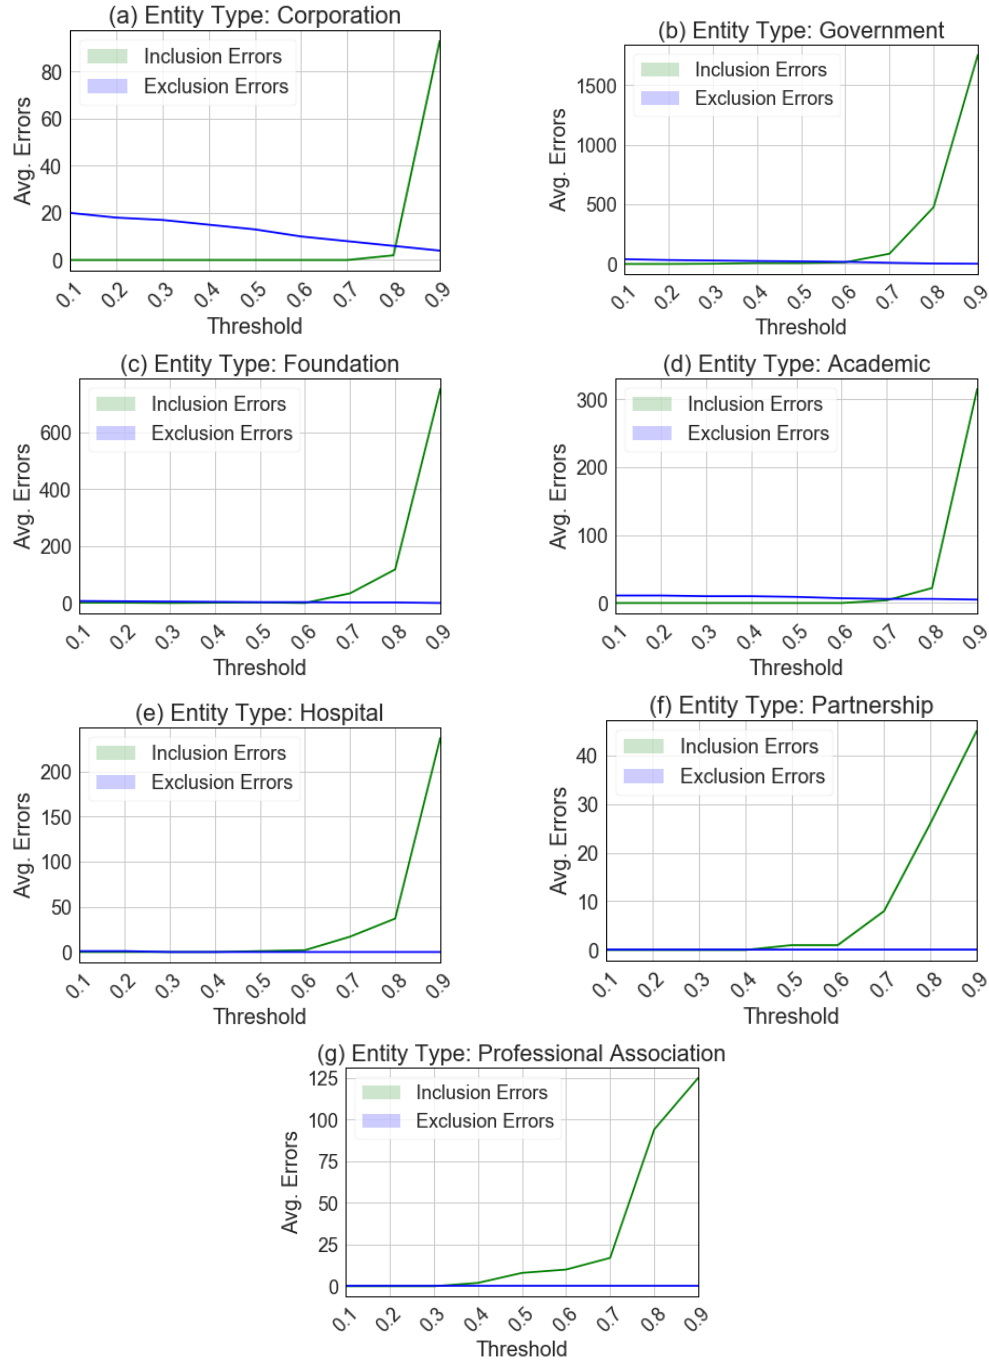 (a) Entity Type: Corporation
Inclusion Errors
Exclusion Errors
Avg. Errors
80
60
40
20
0
0.1 0.2 0.3 0.4 0.5 0.6 0.7 0.8 0.9
Threshold
(b) Entity Type: Government
Inclusion Errors
Exclusion Errors
Avg. Errors
1500
1000
500
0
0.1 0.2 0.3 0.4 0.5 0.6 0.7 0.8 0.9
Threshold
(c) Entity Type: Foundation
Inclusion Errors
Exclusion Errors
Avg. Errors
600
400
200
0
0.1 0.2 0.3 0.4 0.5 0.6 0.7 0.8 0.9
Threshold
(d) Entity Type: Academic
Inclusion Errors
Exclusion Errors
Avg. Errors
300
200
100
0
0.1 0.2 0.3 0.4 0.5 0.6 0.7 0.8 0.9
Threshold
(e) Entity Type: Hospital
Inclusion Errors
Exclusion Errors
Avg. Errors
200
150
100
50
0
0.1 0.2 0.3 0.4 0.5 0.6 0.7 0.8 0.9
Threshold
(f) Entity Type: Partnership
Inclusion Errors
Exclusion Errors
Avg. Errors
40
30
20
10
0
0.1 0.2 0.3 0.4 0.5 0.6 0.7 0.8 0.9
Threshold
(g) Entity Type: Professional Association
Inclusion Errors
Exclusion Errors
Avg. Errors
125
100
75
50
25
0
0.1 0.2 0.3 0.4 0.5 0.6 0.7 0.8 0.9
Threshold